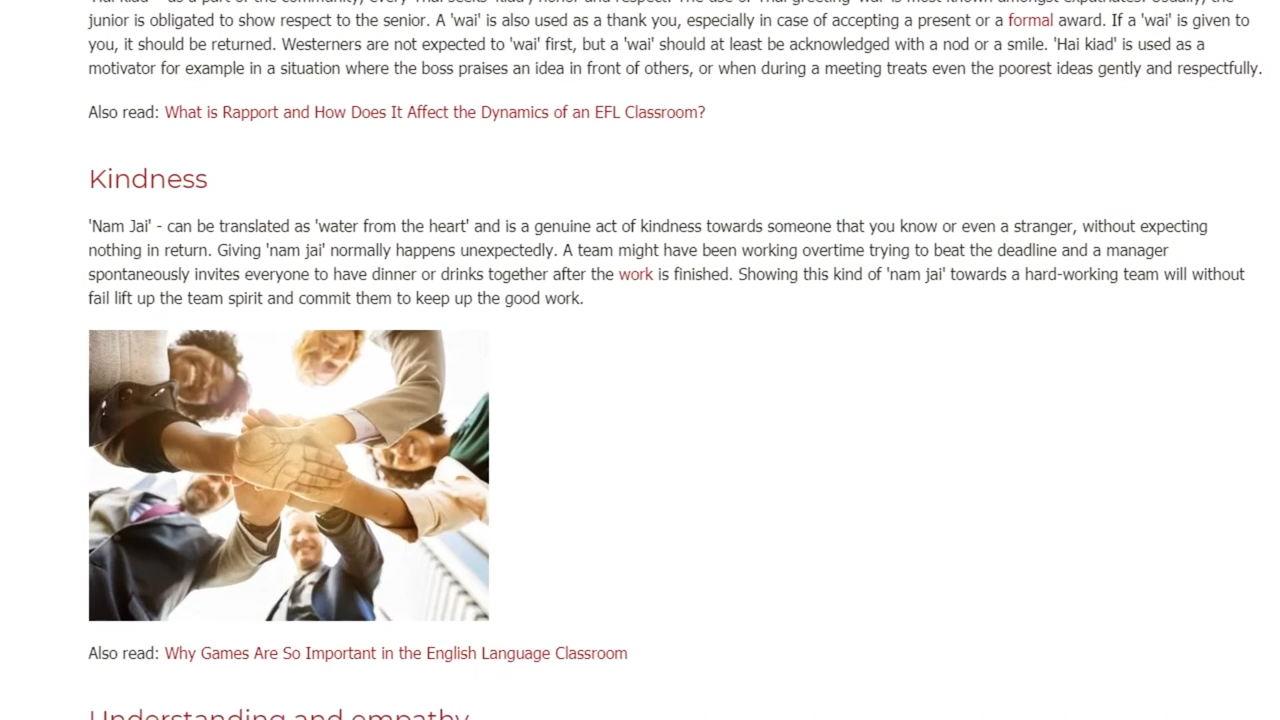 junior is obligated to show respect to the senior. A 'wai' is also used as a thank you, especially in case of accepting a present or a formal award. If a 'wai' is given to
you, it should be returned. Westerners are not expected to 'wai' first, but a 'wai' should at least be acknowledged with a nod or a smile. 'Hai kiad' is used as a
motivator for example in a situation where the boss praises an idea in front of others, or when during a meeting treats even the poorest ideas gently and respectfully.
Also read: What is Rapport and How Does It Affect the Dynamics of an EFL Classroom?
Kindness
'Nam Jai' - can be translated as 'water from the heart' and is a genuine act of kindness towards someone that you know or even a stranger, without expecting
nothing in return. Giving 'nam jai' normally happens unexpectedly. A team might have been working overtime trying to beat the deadline and a manager
spontaneously invites everyone to have dinner or drinks together after the work is finished. Showing this kind of 'nam jai' towards a hard-working team will without
fail lift up the team spirit and commit them to keep up the good work.
Also read: Why Games Are So Important in the English Language Classroom
Understanding and empathy